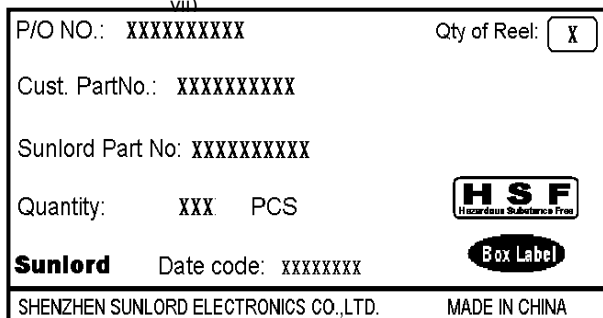 P/O NO.: XXXXXXXXXX Qty of Reel: X
Cust. PartNo.: XXXXXXXXXX
Sunlord Part No: XXXXXXXXXX
Quantity: XXX PCS
H S F
Hazardous Substance Free
Box Label
Sunlord Date code: XXXXXXXX
SHENZHEN SUNLORD ELECTRONICS CO.,LTD. MADE IN CHINA